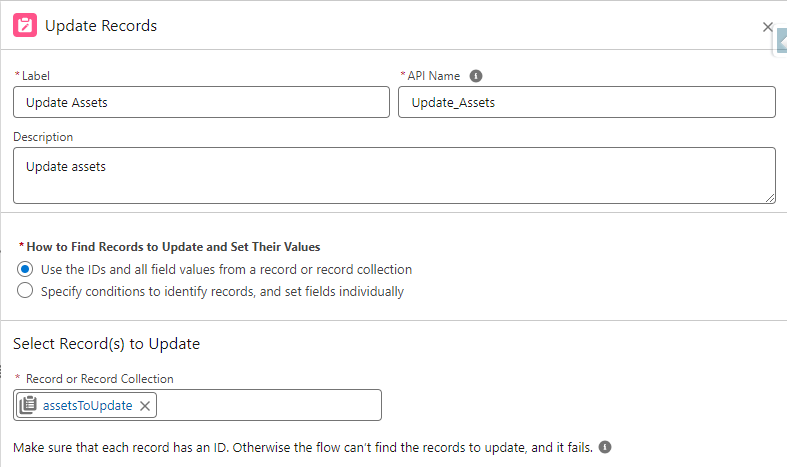 Update Records
* Label
* API Name
Update Assets
Update_Assets
Description
Update assets
* How to Find Records to Update and Set Their Values
Use the IDs and all field values from a record or record collection
Specify conditions to identify records, and set fields individually
Select Record(s) to Update
* Record or Record Collection
assetsToUpdate
Make sure that each record has an ID. Otherwise the flow can't find the records to update, and it fails.